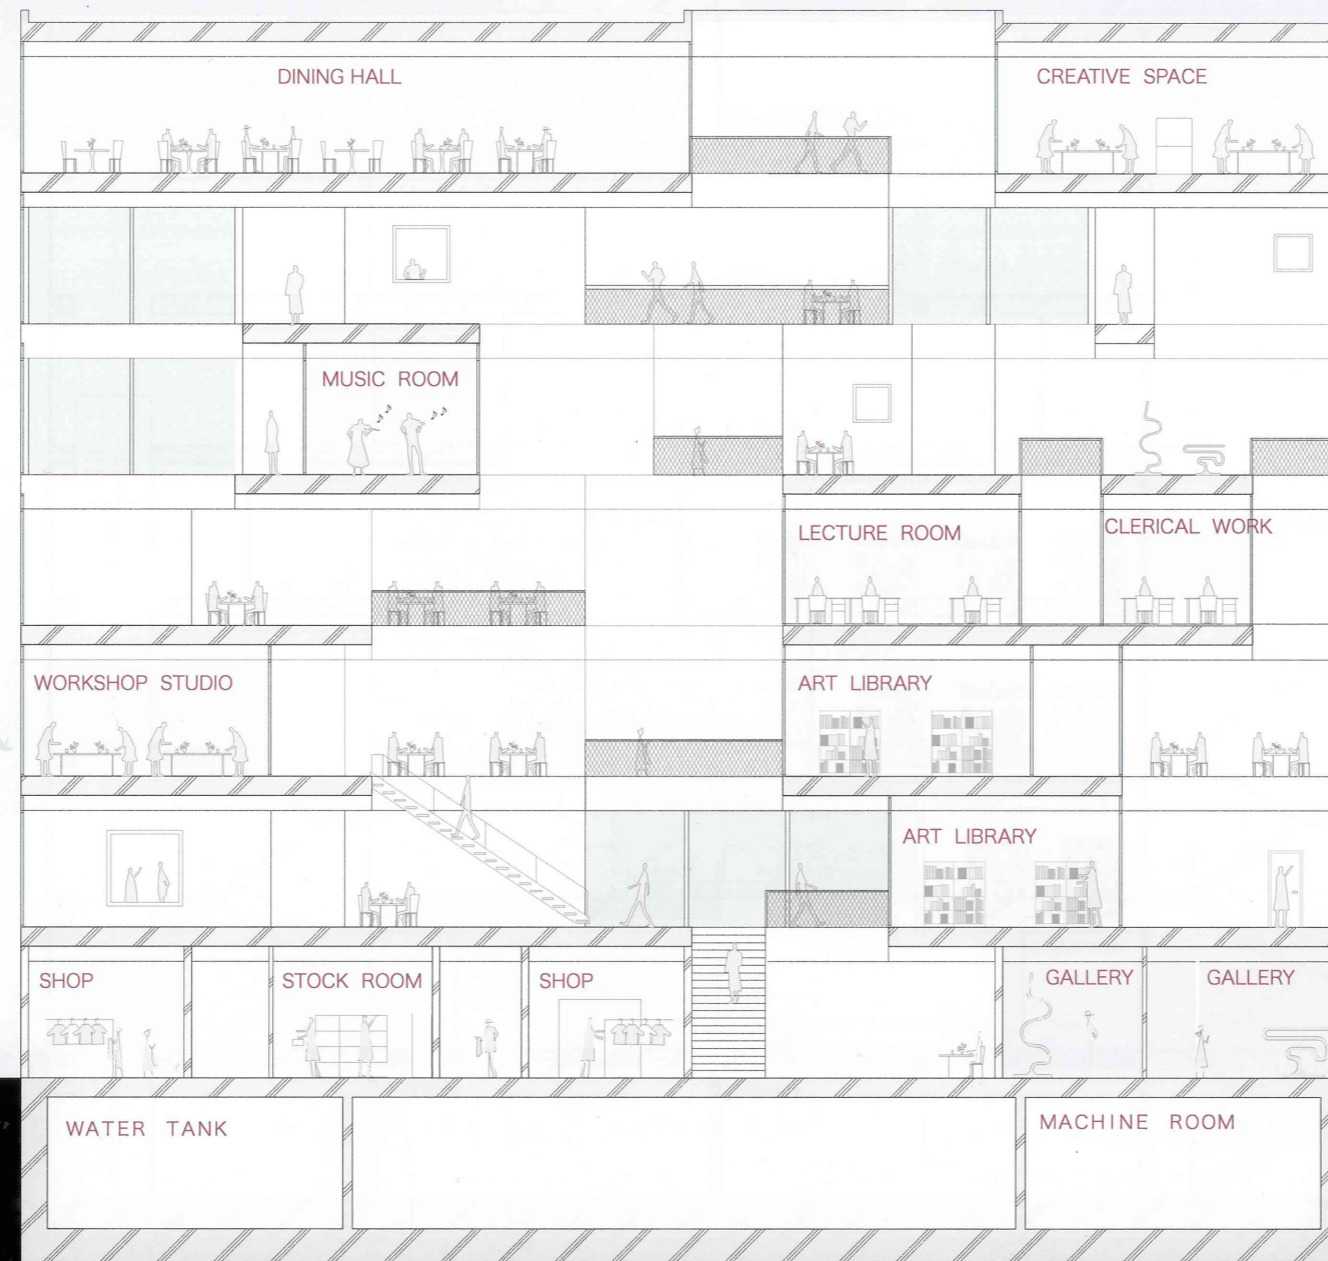 DINING HALL
CREATIVE SPACE
MUSIC ROOM
LECTURE ROOM
CLERICAL WORK
WORKSHOP STUDIO
ART LIBRARY
ART LIBRARY
SHOP
STOCK ROOM
SHOP
GALLERY
GALLERY
WATER TANK
MACHINE ROOM